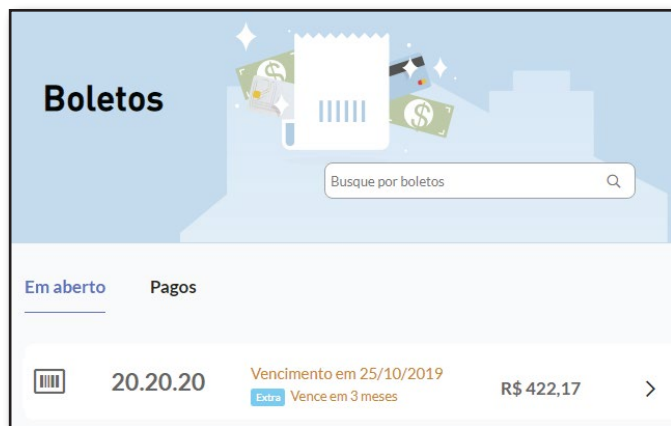 Boletos
Busque por boletos
Em aberto Pagos
20.20.20
Vencimento em 25/10/2019
Extra Vence em 3 meses
R$ 422,17